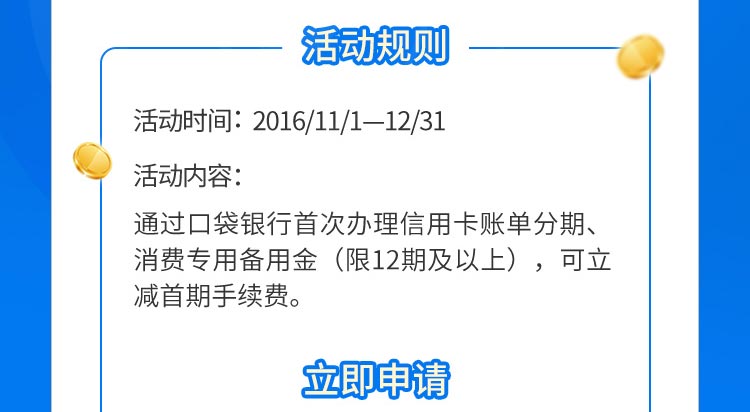 活动规则
活动时间：2016/11/1—12/31
活动内容：
通过口袋银行首次办理信用卡账单分期、
消费专用备用金（限12期及以上），可立
减首期手续费。
立即申请